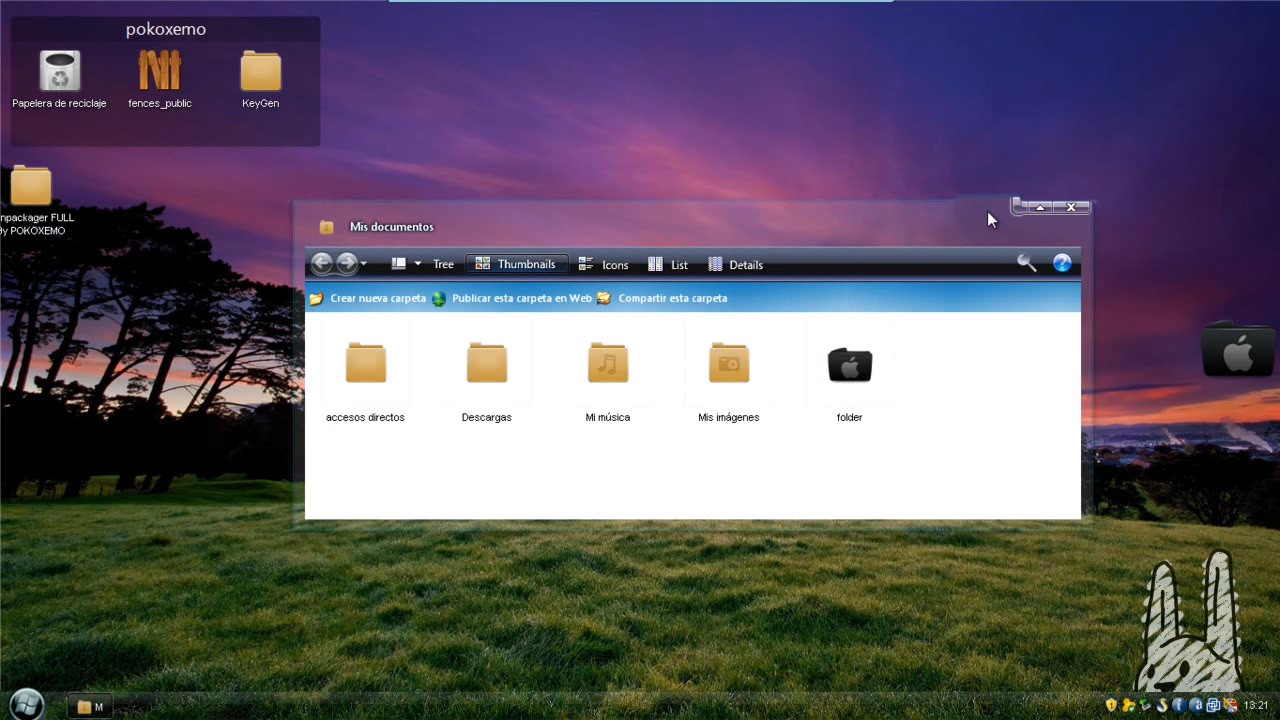 pokoxemo
Papelera de reciclaje
fences_public
KeyGen
npackager FULL
By POKOXEMO
Mis documentos
Tree
Thumbnails
Icons
List
Details
Crear nueva carpeta
Publicar esta carpeta en Web
Compartir esta carpeta
accesos directos
Descargas
Mi música
Mis imágenes
folder
M
13:21